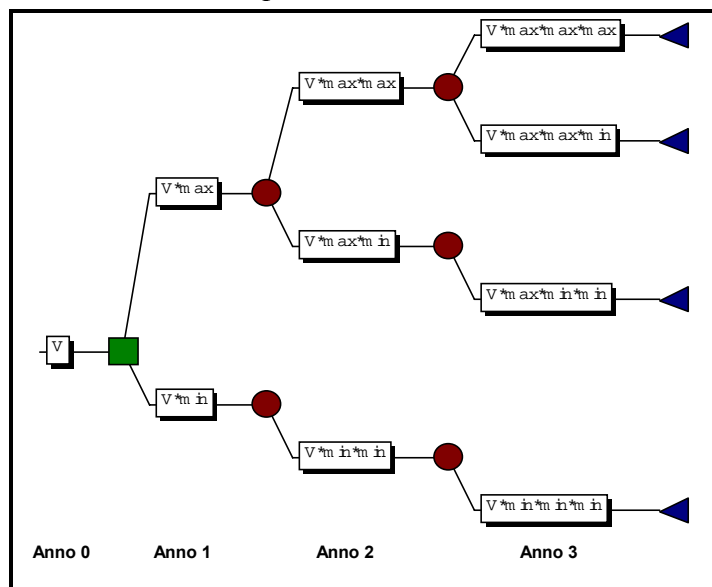 V*max*max*max
V*max*max
V*max*max*min
V*max
V*max*min
V*max*min*min
V
V*min
V*min*min
V*min*min*min
Anno 0
Anno 1
Anno 2
Anno 3